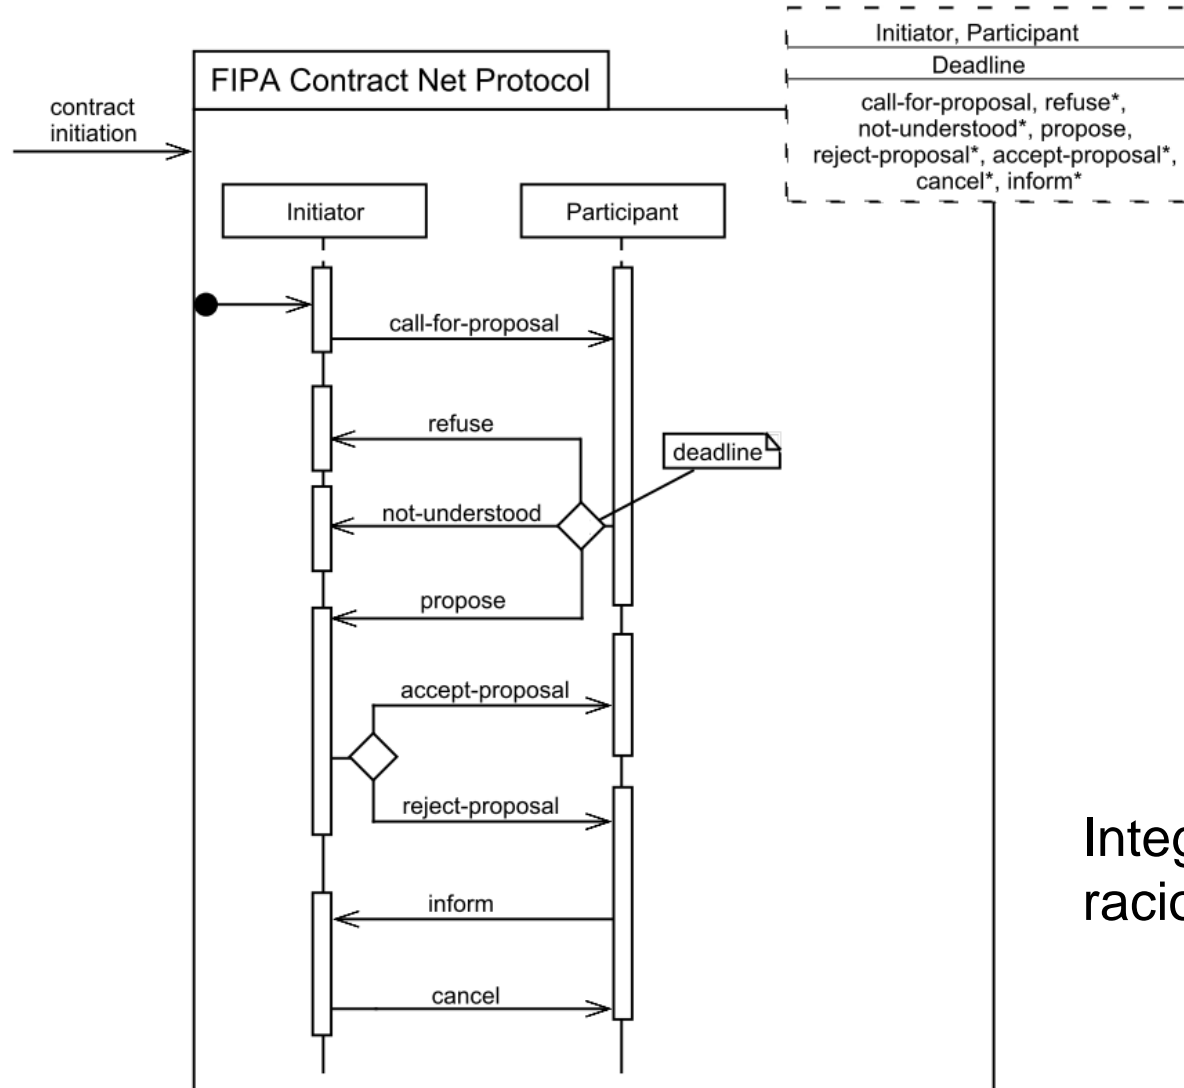 Initiator, Participant
Deadline
call-for-proposal, refuse*,
not-understood*, propose,
reject-proposal*, accept-proposal*,
cancel*, inform*
FIPA Contract Net Protocol
contract
initiation
Initiator
Participant
call-for-proposal
refuse
deadline
not-understood
propose
accept-proposal
reject-proposal
inform
cancel